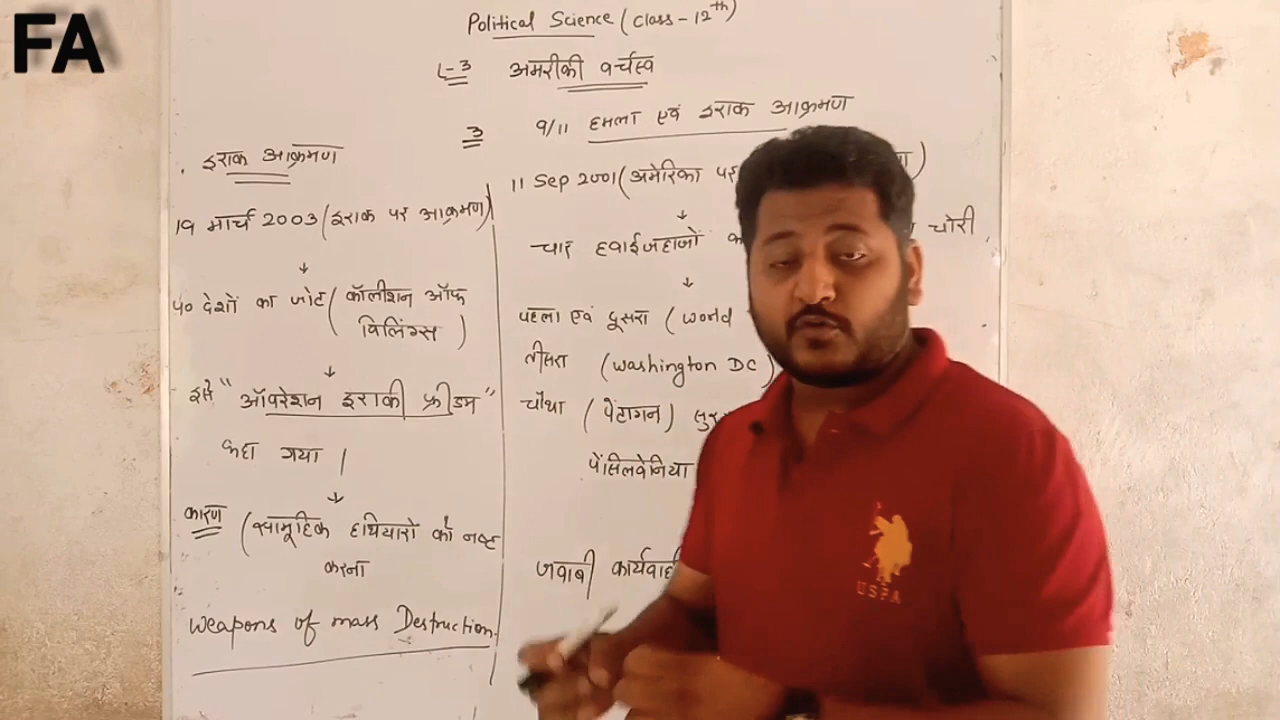 FA
Political Science (Class-12th)
L-3 अमरीकी वर्चस्व
3 9/11 हमला एवं इराक आक्रमण
इराक आक्रमण
19 मार्च 2003 (इराक पर आक्रमण)
↓
५० देशों का जोट (कॉलीशन ऑफ
विलिंग्स)
↓
इसे "ऑपरेशन इराकी फ्रीडम"
कहा गया।
↓
कारण (सामूहिक हथियारों को नष्ट
करना
Weapons of mass Destruction.
11 Sep 2001 (अमेरिका पर
↓
चार हवाईजहाजों चोरी
↓
पहला एवं दूसरा (World
तीसरा (Washington DC)
चौथा (पेंटागन)
पेंसिलवेनिया
जवाबी कार्यवाही
USPA